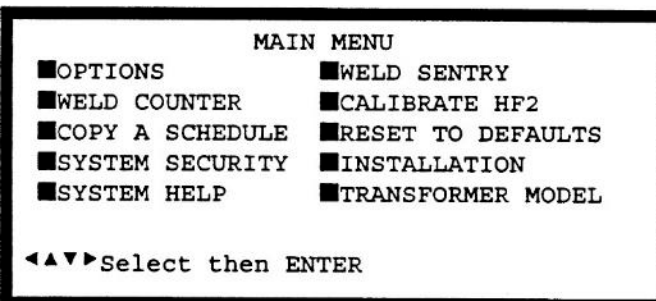 MAIN MENU
■OPTIONS ■WELD SENTRY
■WELD COUNTER ■CALIBRATE HF2
■COPY A SCHEDULE ■RESET TO DEFAULTS
■SYSTEM SECURITY ■INSTALLATION
■SYSTEM HELP ■TRANSFORMER MODEL
◄▲▼►Select then ENTER